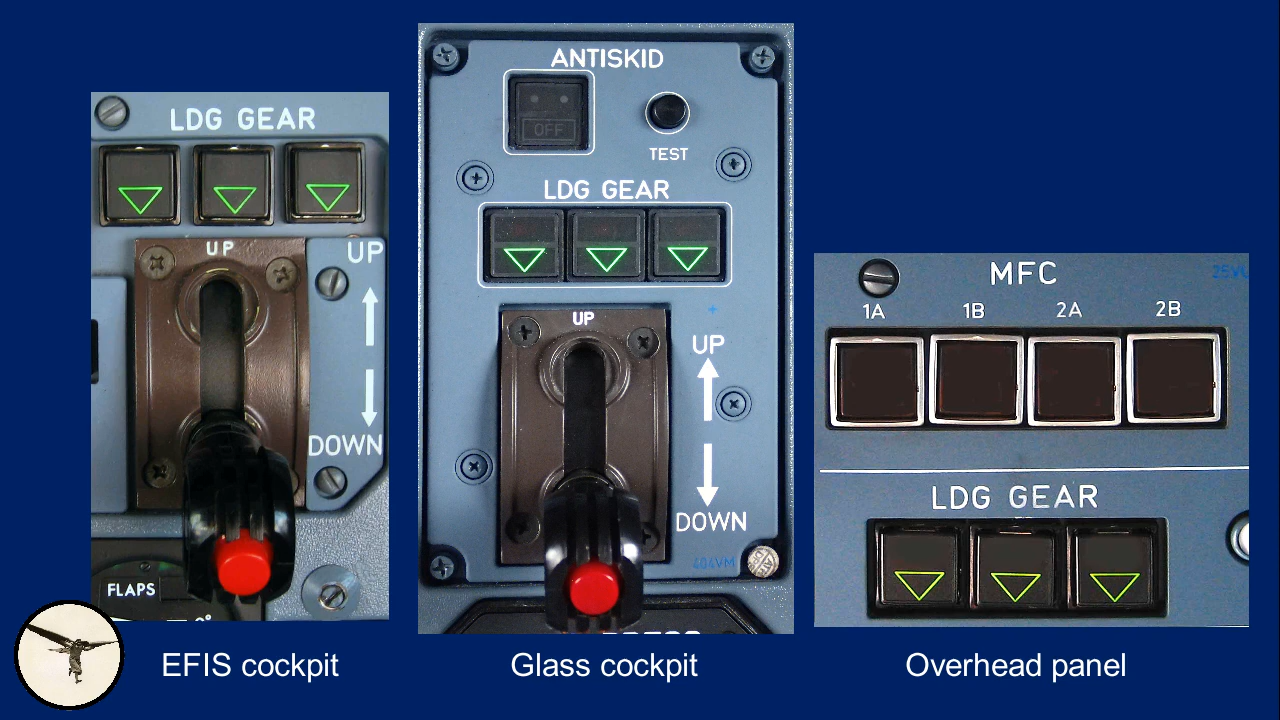 LDG GEAR
UP
UP
DOWN
FLAPS
0°
EFIS cockpit
ANTISKID
OFF
TEST
LDG GEAR
UP
UP
DOWN
404VM
Glass cockpit
MFC
1A 1B 2A 2B
LDG GEAR
Overhead panel